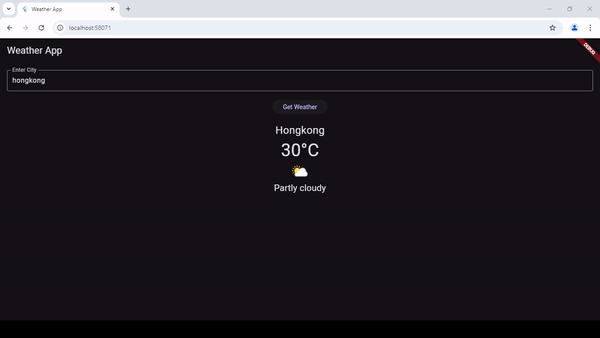 Weather App
localhost:58071
Weather App
DEBUG
Enter City
hongkong
Get Weather
Hongkong
30°C
Partly cloudy